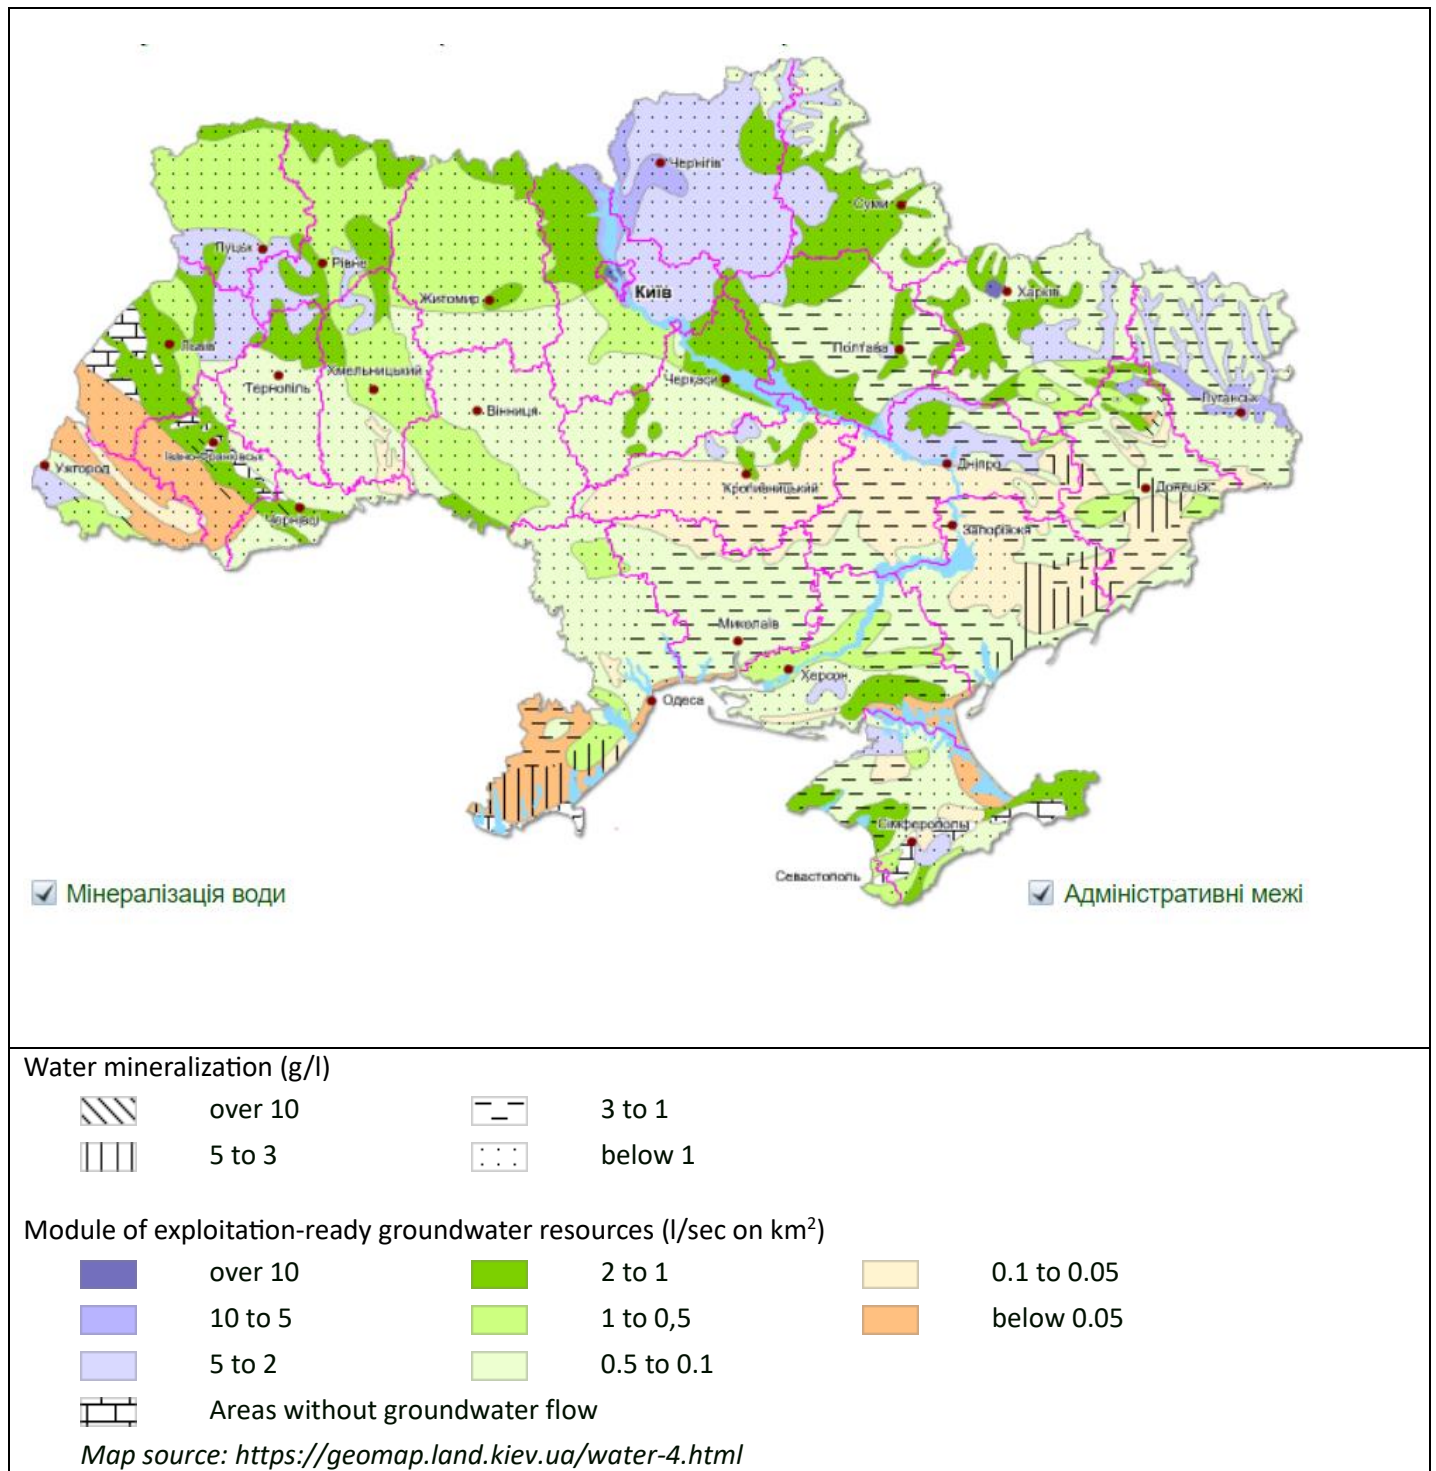 Чернігів
Суми
Луцьк
Рівне
Київ
Житомир
Харків
Львів
Полтава
Тернопіль
Хмельницький
Черкаси
Вінниця
Луганськ
Ужгород
Івано-Франківськ
Дніпро
Кропивницький
Донецьк
Чернівці
Запоріжжя
Миколаїв
Херсон
Одеса
Сімферополь
Севастополь
Мінералізація води
Адміністративні межі
Water mineralization (g/l)
over 10 3 to 1
5 to 3 below 1
Module of exploitation-ready groundwater resources (l/sec on km²)
over 10 2 to 1 0.1 to 0.05
10 to 5 1 to 0,5 below 0.05
5 to 2 0.5 to 0.1
Areas without groundwater flow
Map source: https://geomap.land.kiev.ua/water-4.html